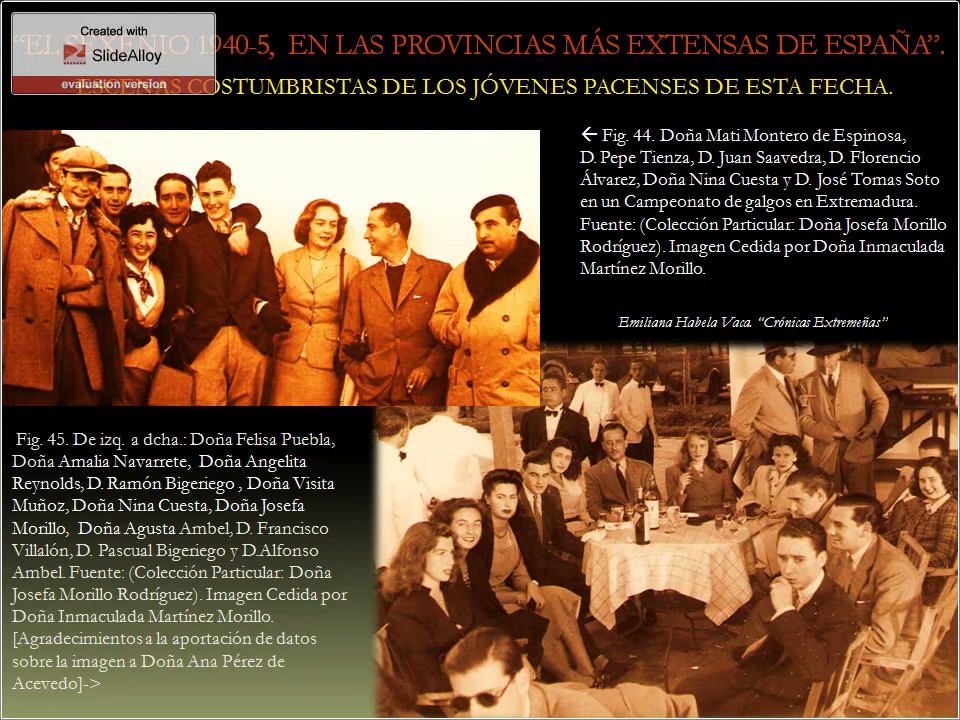 “EL SEXENIO 1940-5, EN LAS PROVINCIAS MÁS EXTENSAS DE ESPAÑA”.
Created with
SlideAlloy
evaluation version
ESCENAS COSTUMBRISTAS DE LOS JÓVENES PACENSES DE ESTA FECHA.
← Fig. 44. Doña Mati Montero de Espinosa,
D. Pepe Tienza, D. Juan Saavedra, D. Florencio
Álvarez, Doña Nina Cuesta y D. José Tomas Soto
en un Campeonato de galgos en Extremadura.
Fuente: (Colección Particular: Doña Josefa Morillo
Rodríguez). Imagen Cedida por Doña Inmaculada
Martínez Morillo.
Emiliana Habela Vaca. “Crónicas Extremeñas”
Fig. 45. De izq. a dcha.: Doña Felisa Puebla,
Doña Amalia Navarrete, Doña Angelita
Reynolds, D. Ramón Bigeriego , Doña Visita
Muñoz, Doña Nina Cuesta, Doña Josefa
Morillo, Doña Agusta Ambel, D. Francisco
Villalón, D. Pascual Bigeriego y D.Alfonso
Ambel. Fuente: (Colección Particular: Doña
Josefa Morillo Rodríguez). Imagen Cedida por
Doña Inmaculada Martínez Morillo.
[Agradecimientos a la aportación de datos
sobre la imagen a Doña Ana Pérez de
Acevedo]->